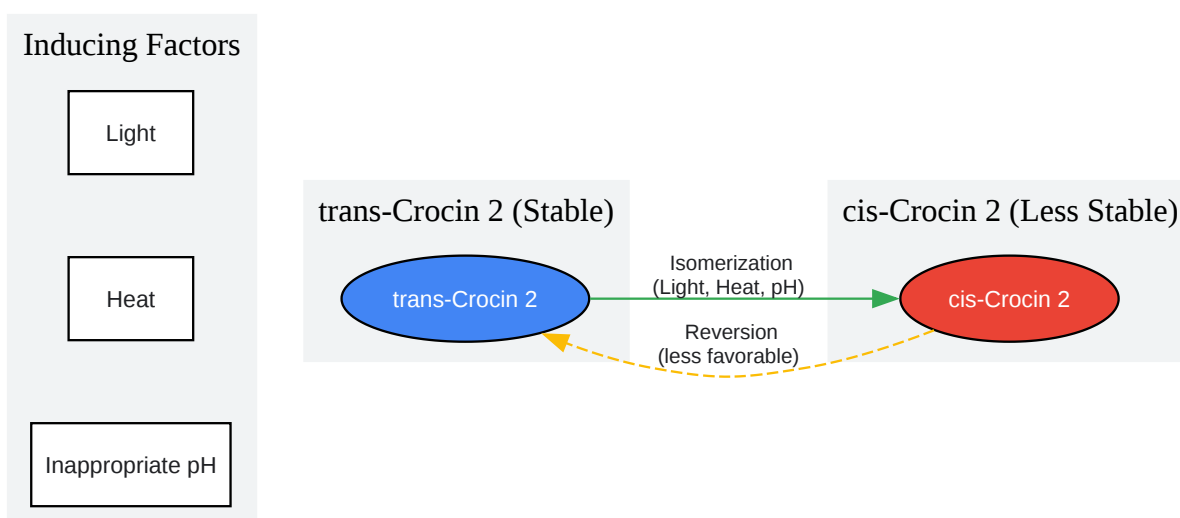 Inducing Factors
Light
Heat
Inappropriate pH
trans-Crocin 2 (Stable)
trans-Crocin 2
Isomerization
(Light, Heat, pH)
Reversion
(less favorable)
cis-Crocin 2 (Less Stable)
cis-Crocin 2